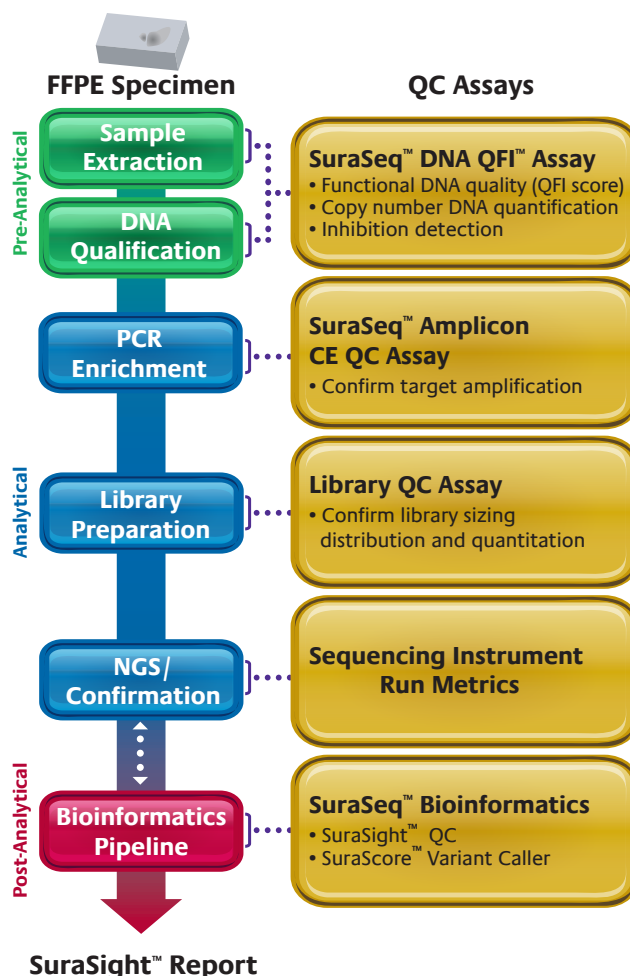 FFPE Specimen
QC Assays
Pre-Analytical
Sample
Extraction
DNA
Qualification
SuraSeq™ DNA QFI™ Assay
• Functional DNA quality (QFI score)
• Copy number DNA quantification
• Inhibition detection
Analytical
PCR
Enrichment
SuraSeq™ Amplicon
CE QC Assay
• Confirm target amplification
Library
Preparation
Library QC Assay
• Confirm library sizing
distribution and quantitation
NGS/
Confirmation
Sequencing Instrument
Run Metrics
Post-Analytical
Bioinformatics
Pipeline
SuraSeq™ Bioinformatics
• SuraSight™ QC
• SuraScore™ Variant Caller
SuraSight™ Report